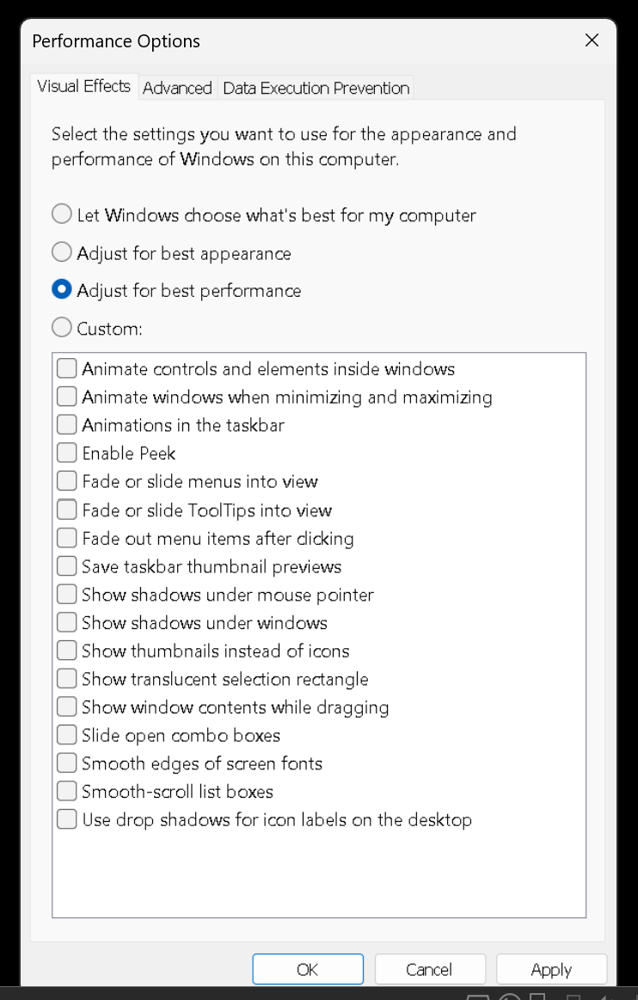 Performance Options
Visual Effects
Advanced
Data Execution Prevention
Select the settings you want to use for the appearance and
performance of Windows on this computer.
Let Windows choose what's best for my computer
Adjust for best appearance
Adjust for best performance
Custom:
Animate controls and elements inside windows
Animate windows when minimizing and maximizing
Animations in the taskbar
Enable Peek
Fade or slide menus into view
Fade or slide ToolTips into view
Fade out menu items after clicking
Save taskbar thumbnail previews
Show shadows under mouse pointer
Show shadows under windows
Show thumbnails instead of icons
Show translucent selection rectangle
Show window contents while dragging
Slide open combo boxes
Smooth edges of screen fonts
Smooth-scroll list boxes
Use drop shadows for icon labels on the desktop
OK
Cancel
Apply